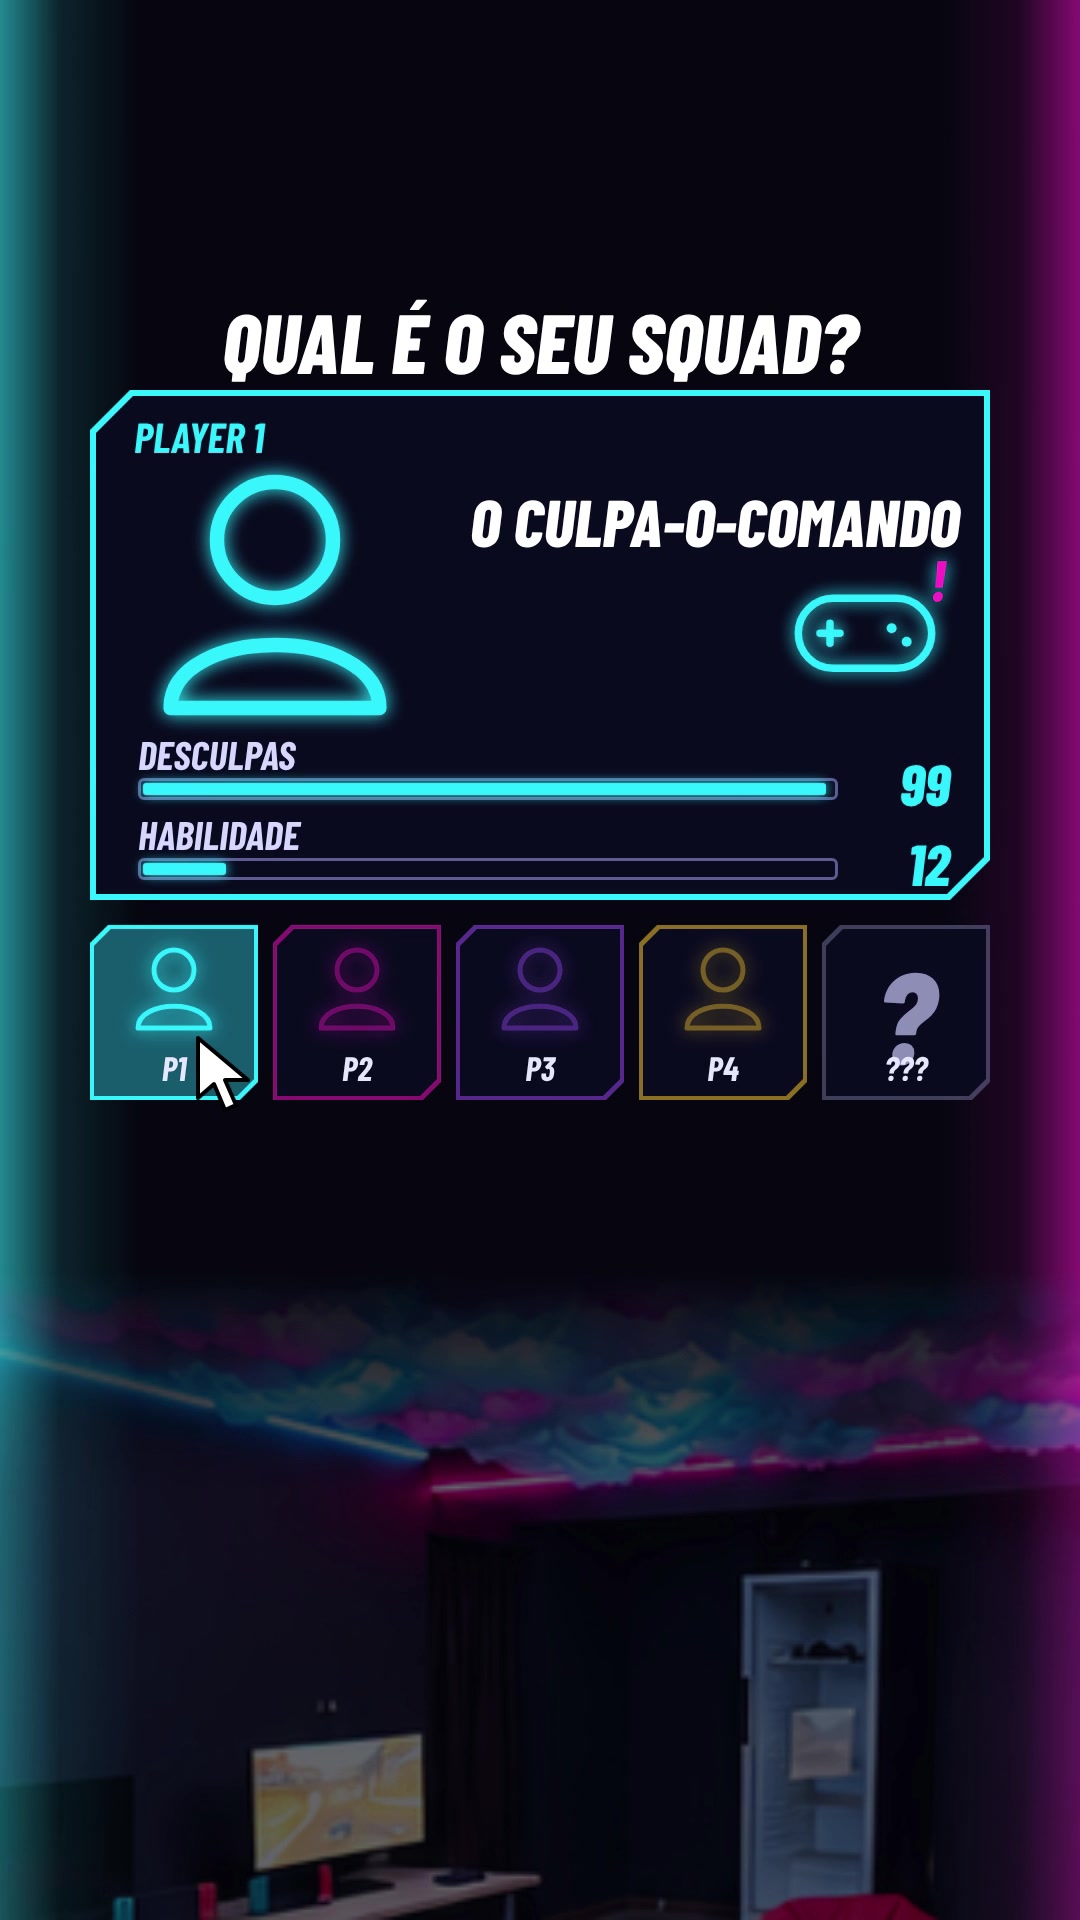 QUAL É O SEU SQUAD?
PLAYER 1
O CULPA-O-COMANDO
!
DESCULPAS
99
HABILIDADE
12
P1
P2
P3
P4
?
???